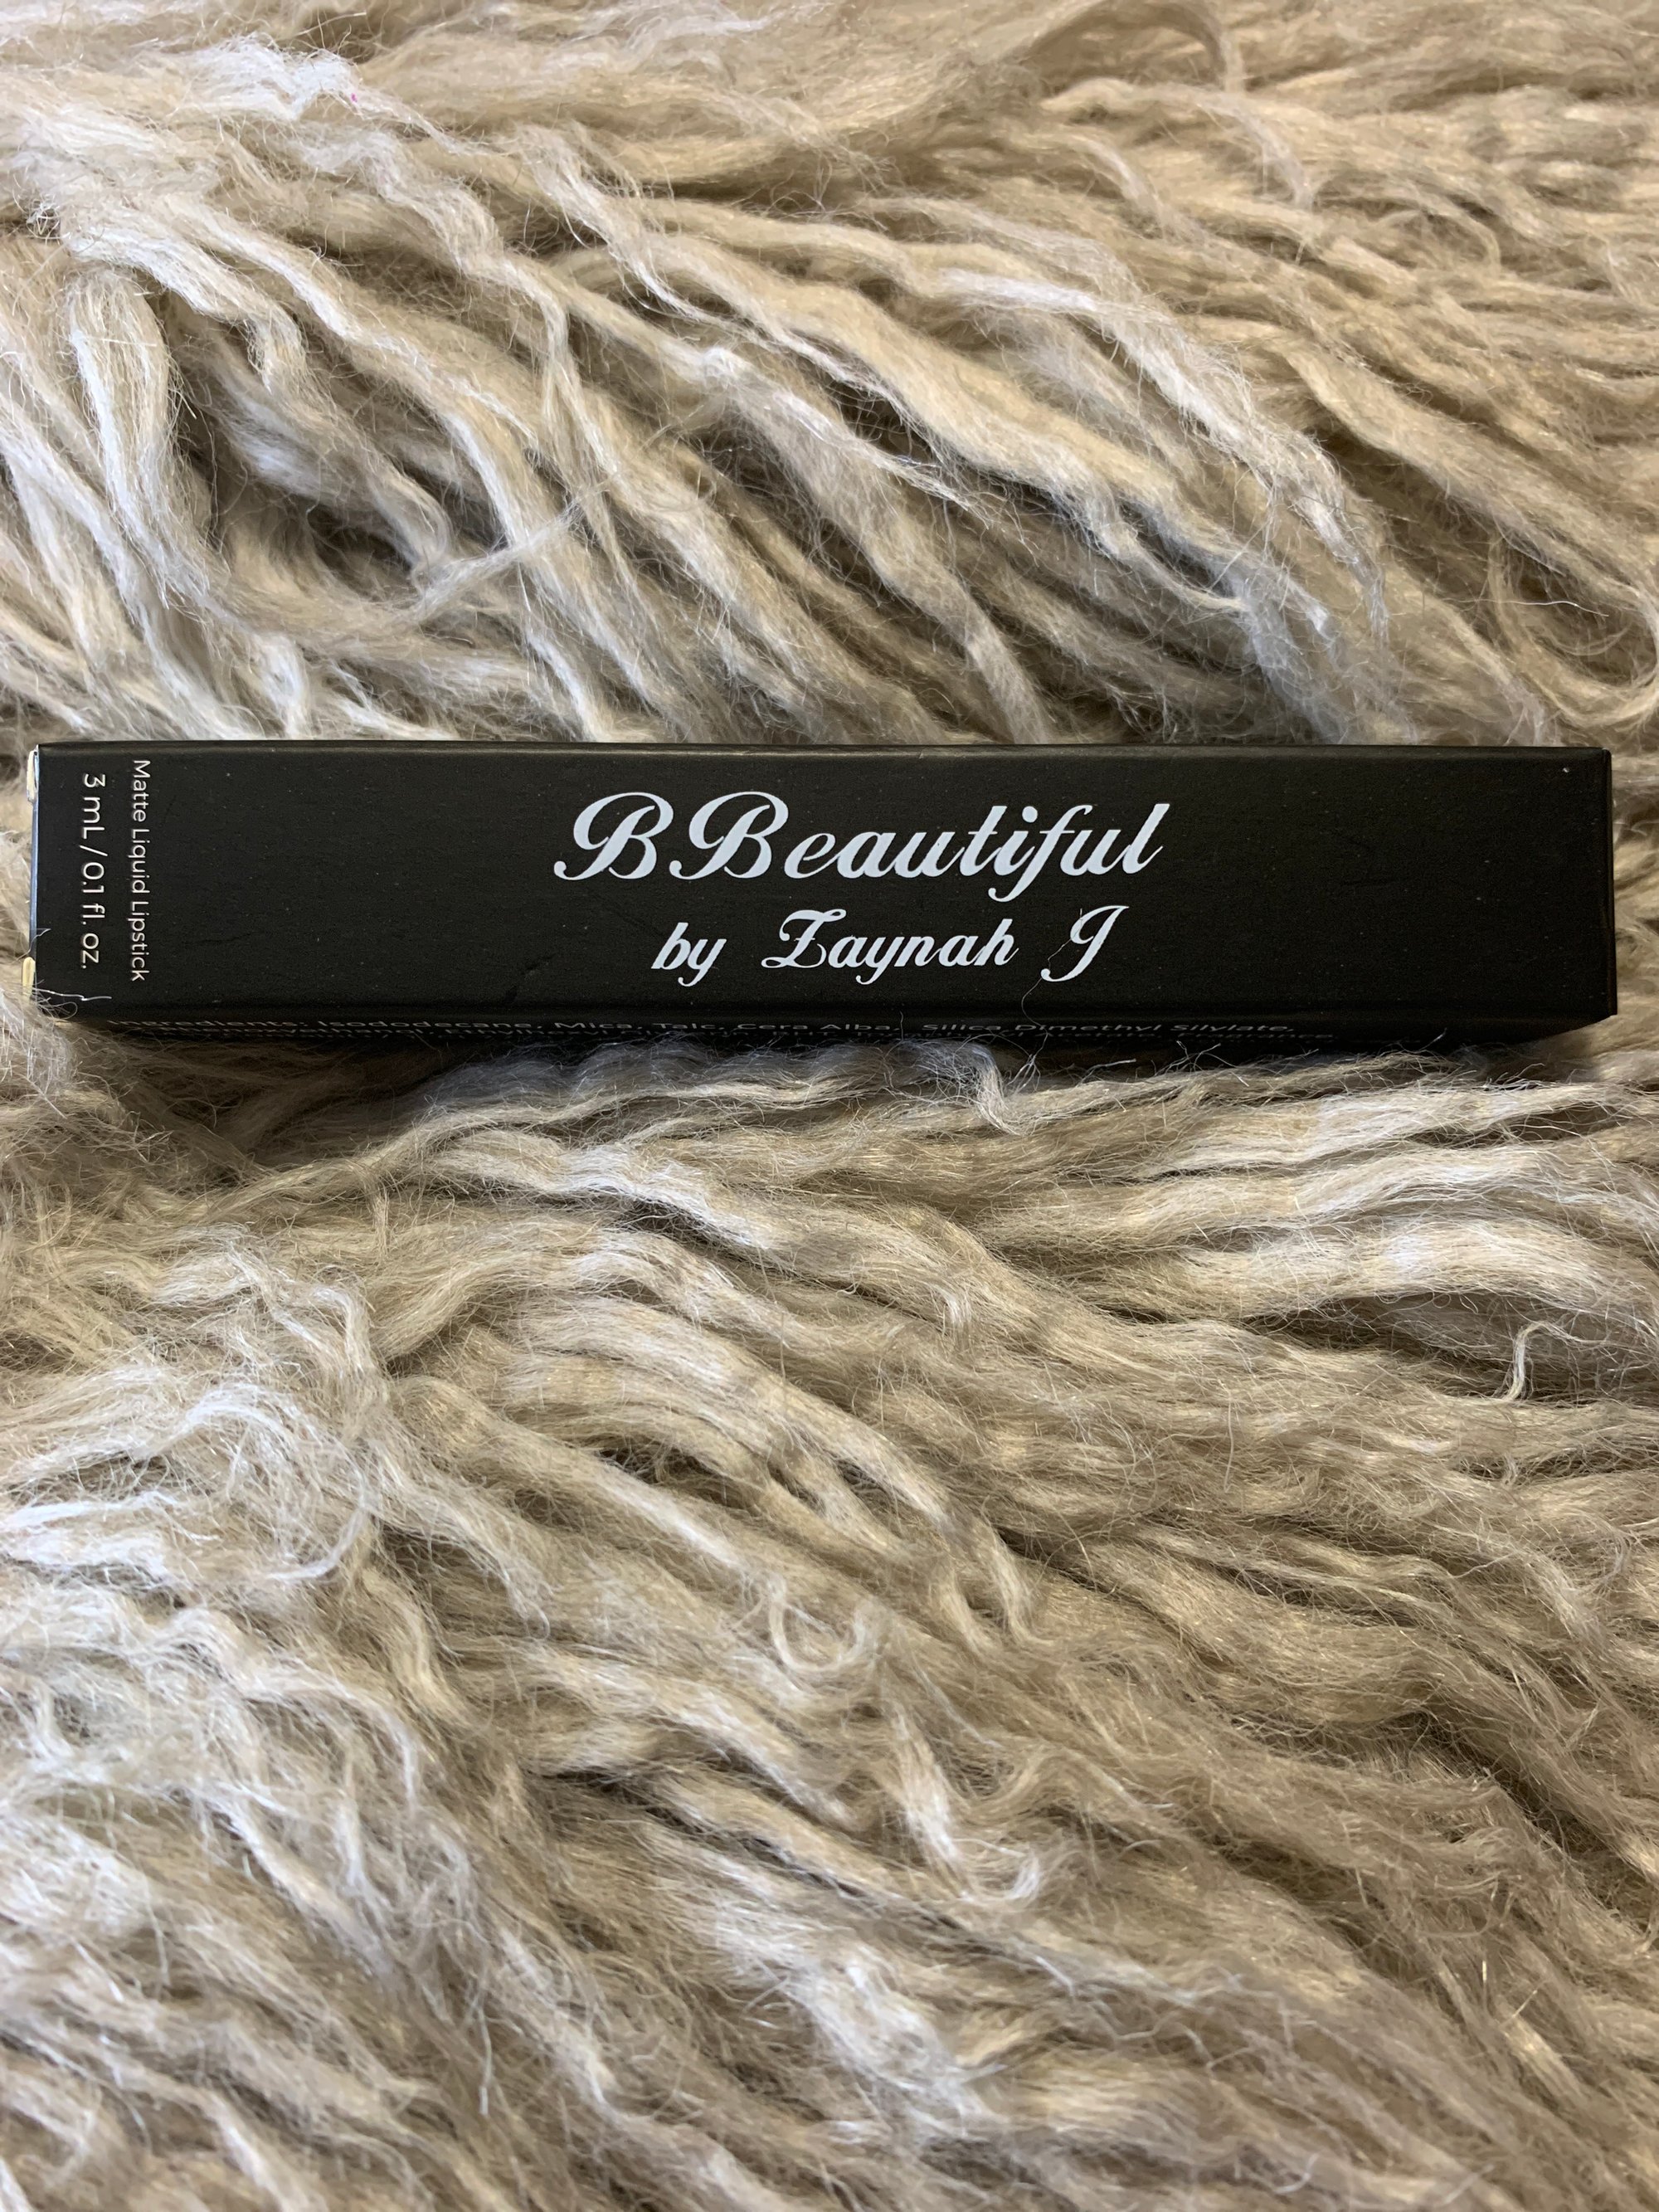 BBeautiful
by Zaynah J
Matte Liquid Lipstick
3 mL / 0.1 fl. oz.
Isododecane, Mica, Talc, Cera Alba, Silica Dimethyl Silylate,